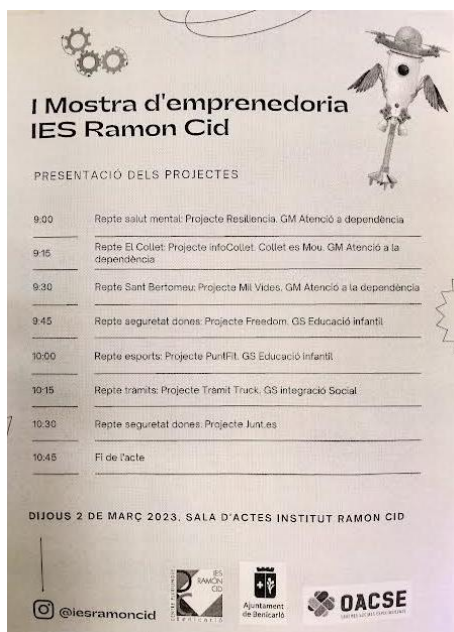 I Mostra d'emprenedoria
IES Ramon Cid
PRESENTACIÓ DELS PROJECTES
9:00 Repte salut mental: Projecte Resiliencia. GM Atenció a dependència
9:15 Repte El Collet: Projecte infoCollet. Collet es Mou. GM Atenció a la
dependència
9:30 Repte Sant Bertomeu: Projecte Mil Vides. GM Atenció a la dependència
9:45 Repte seguretat dones: Projecte Freedom. GS Educació infantil
10:00 Repte esports: Projecte PuntFit. GS Educació infantil
10:15 Repte tràmits: Projecte Tràmit Truck. GS integració Social
10:30 Repte seguretat dones: Projecte Junt.es
10:45 Fi de l'acte
DIJOUS 2 DE MARÇ 2023. SALA D'ACTES INSTITUT RAMON CID
@iesramoncid
IES
RAMÓN
CID
Benicarló
Ajuntament
de Benicarló
OACSE